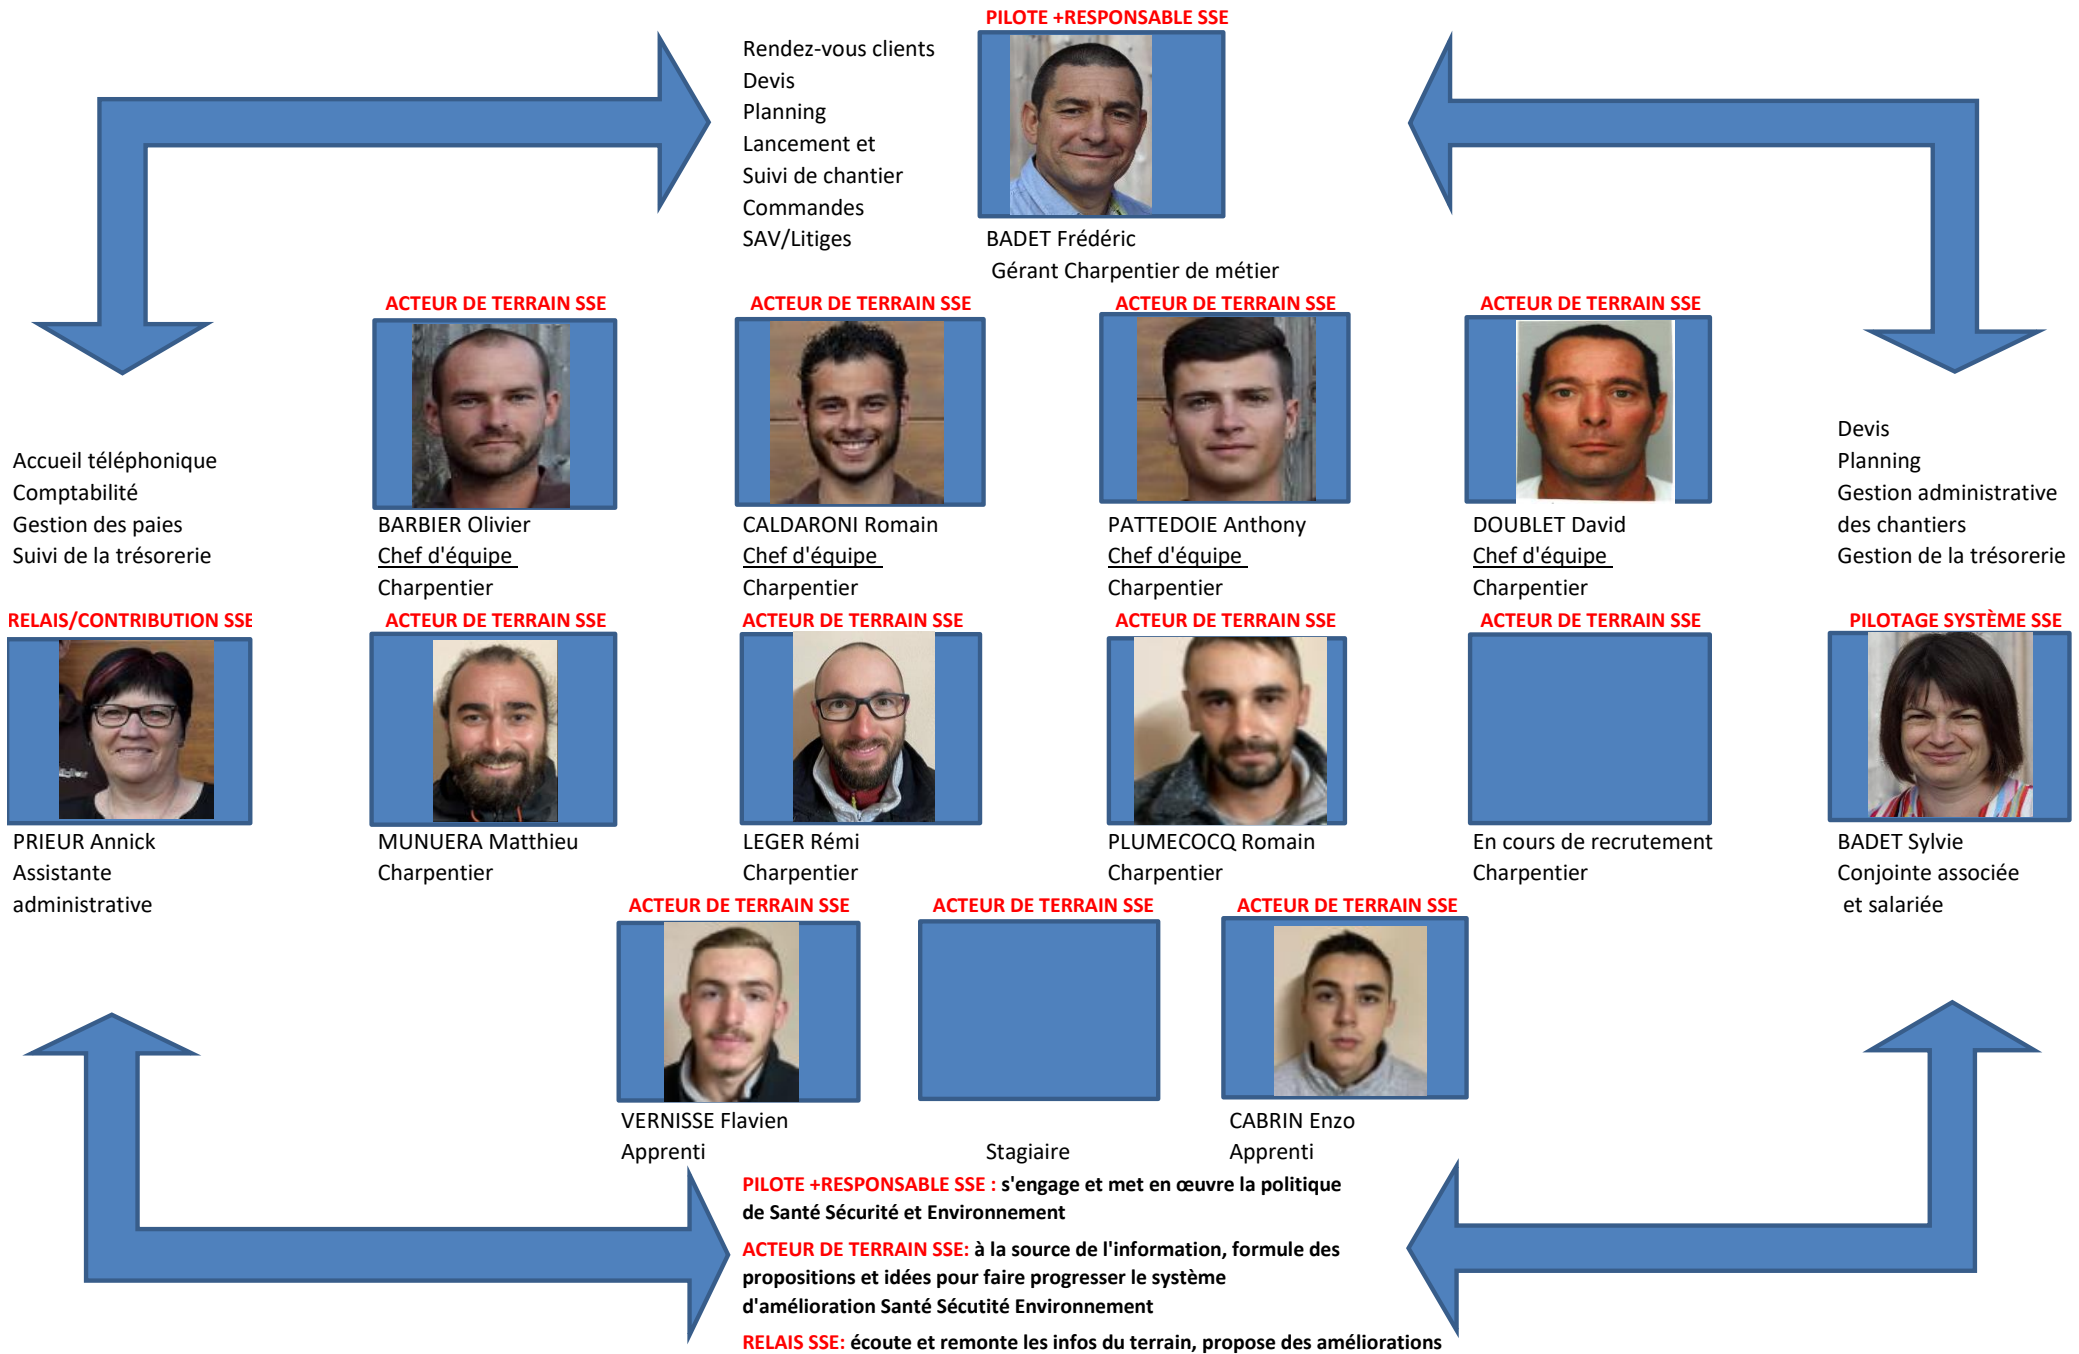 PILOTE +RESPONSABLE SSE
Rendez-vous clients
Devis
Planning
Lancement et
Suivi de chantier
Commandes
SAV/Litiges
BADET Frédéric
Gérant Charpentier de métier
ACTEUR DE TERRAIN SSE
ACTEUR DE TERRAIN SSE
ACTEUR DE TERRAIN SSE
ACTEUR DE TERRAIN SSE
Accueil téléphonique
Comptabilité
Gestion des paies
Suivi de la trésorerie
BARBIER Olivier
Chef d'équipe
Charpentier
CALDARONI Romain
Chef d'équipe
Charpentier
PATTEDOIE Anthony
Chef d'équipe
Charpentier
DOUBLET David
Chef d'équipe
Charpentier
Devis
Planning
Gestion administrative
des chantiers
Gestion de la trésorerie
RELAIS/CONTRIBUTION SSE
ACTEUR DE TERRAIN SSE
ACTEUR DE TERRAIN SSE
ACTEUR DE TERRAIN SSE
ACTEUR DE TERRAIN SSE
PILOTAGE SYSTÈME SSE
PRIEUR Annick
Assistante
administrative
MUNUERA Matthieu
Charpentier
LEGER Rémi
Charpentier
PLUMECOCQ Romain
Charpentier
En cours de recrutement
Charpentier
BADET Sylvie
Conjointe associée
et salariée
ACTEUR DE TERRAIN SSE
ACTEUR DE TERRAIN SSE
ACTEUR DE TERRAIN SSE
VERNISSE Flavien
Apprenti
Stagiaire
CABRIN Enzo
Apprenti
PILOTE +RESPONSABLE SSE : s'engage et met en œuvre la politique
de Santé Sécurité et Environnement
ACTEUR DE TERRAIN SSE: à la source de l'information, formule des
propositions et idées pour faire progresser le système
d'amélioration Santé Sécutité Environnement
RELAIS SSE: écoute et remonte les infos du terrain, propose des améliorations